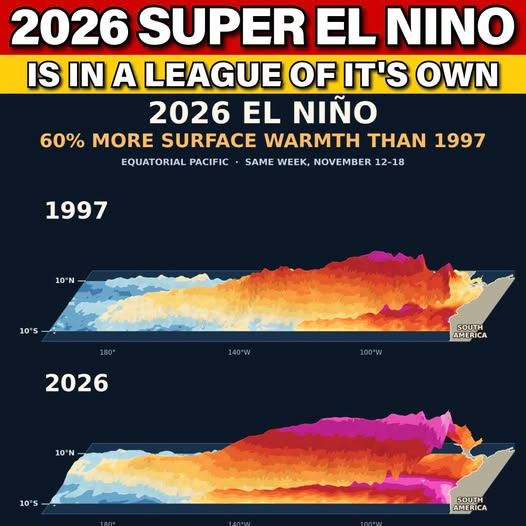 2026 SUPER EL NINO
IS IN A LEAGUE OF IT'S OWN
2026 EL NIÑO
60% MORE SURFACE WARMTH THAN 1997
EQUATORIAL PACIFIC · SAME WEEK, NOVEMBER 12–18
1997
10°N
10°S
SOUTH
AMERICA
180° 140°W 100°W
2026
10°N
10°S
SOUTH
AMERICA
180° 140°W 100°W